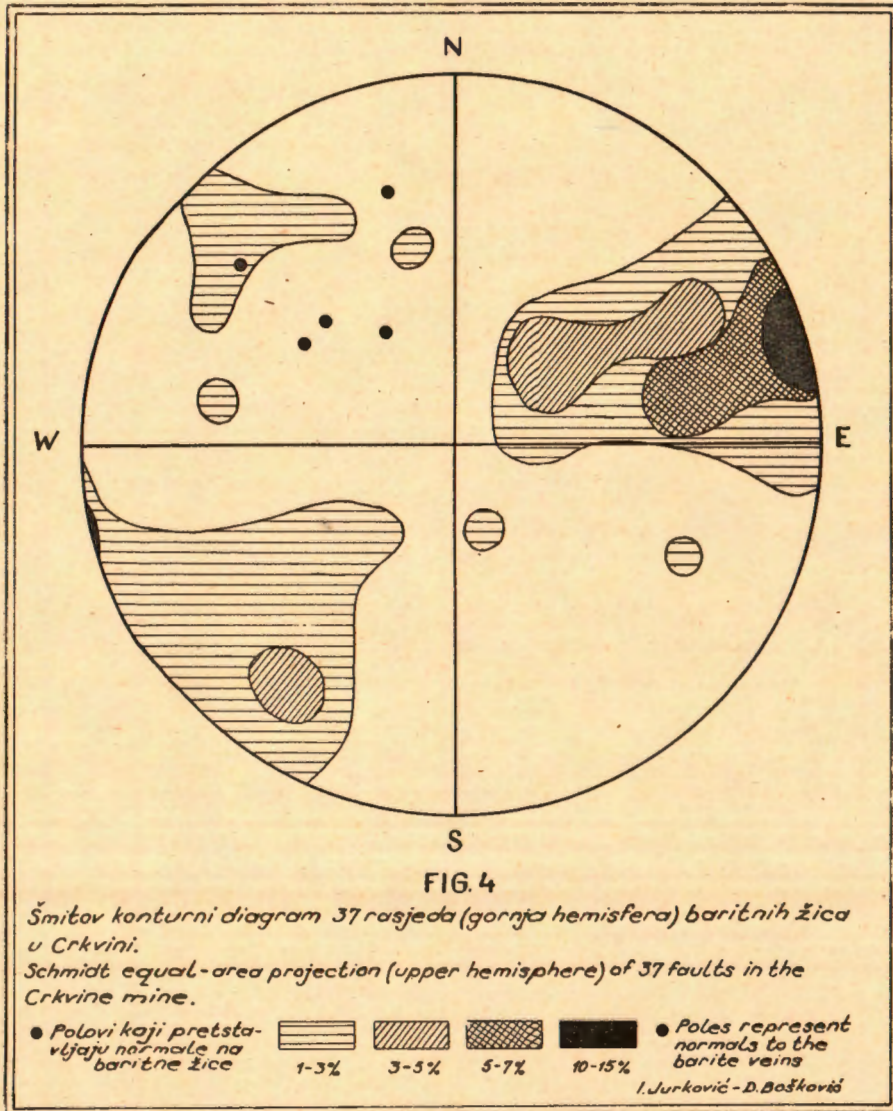 N
W
E
S
FIG. 4
Šmitov konturni diagram 37 rasjeda (gornja hemisfera) baritnih žica
u Crkvini.
Schmidt equal-area projection (upper hemisphere) of 37 faults in the
Crkvine mine.
● Polovi koji pretsta-
vljaju normale na
baritne žice
1-3%
3-5%
5-7%
10-15%
● Poles represent
normals to the
barite veins
I. Jurković - D. Bošković